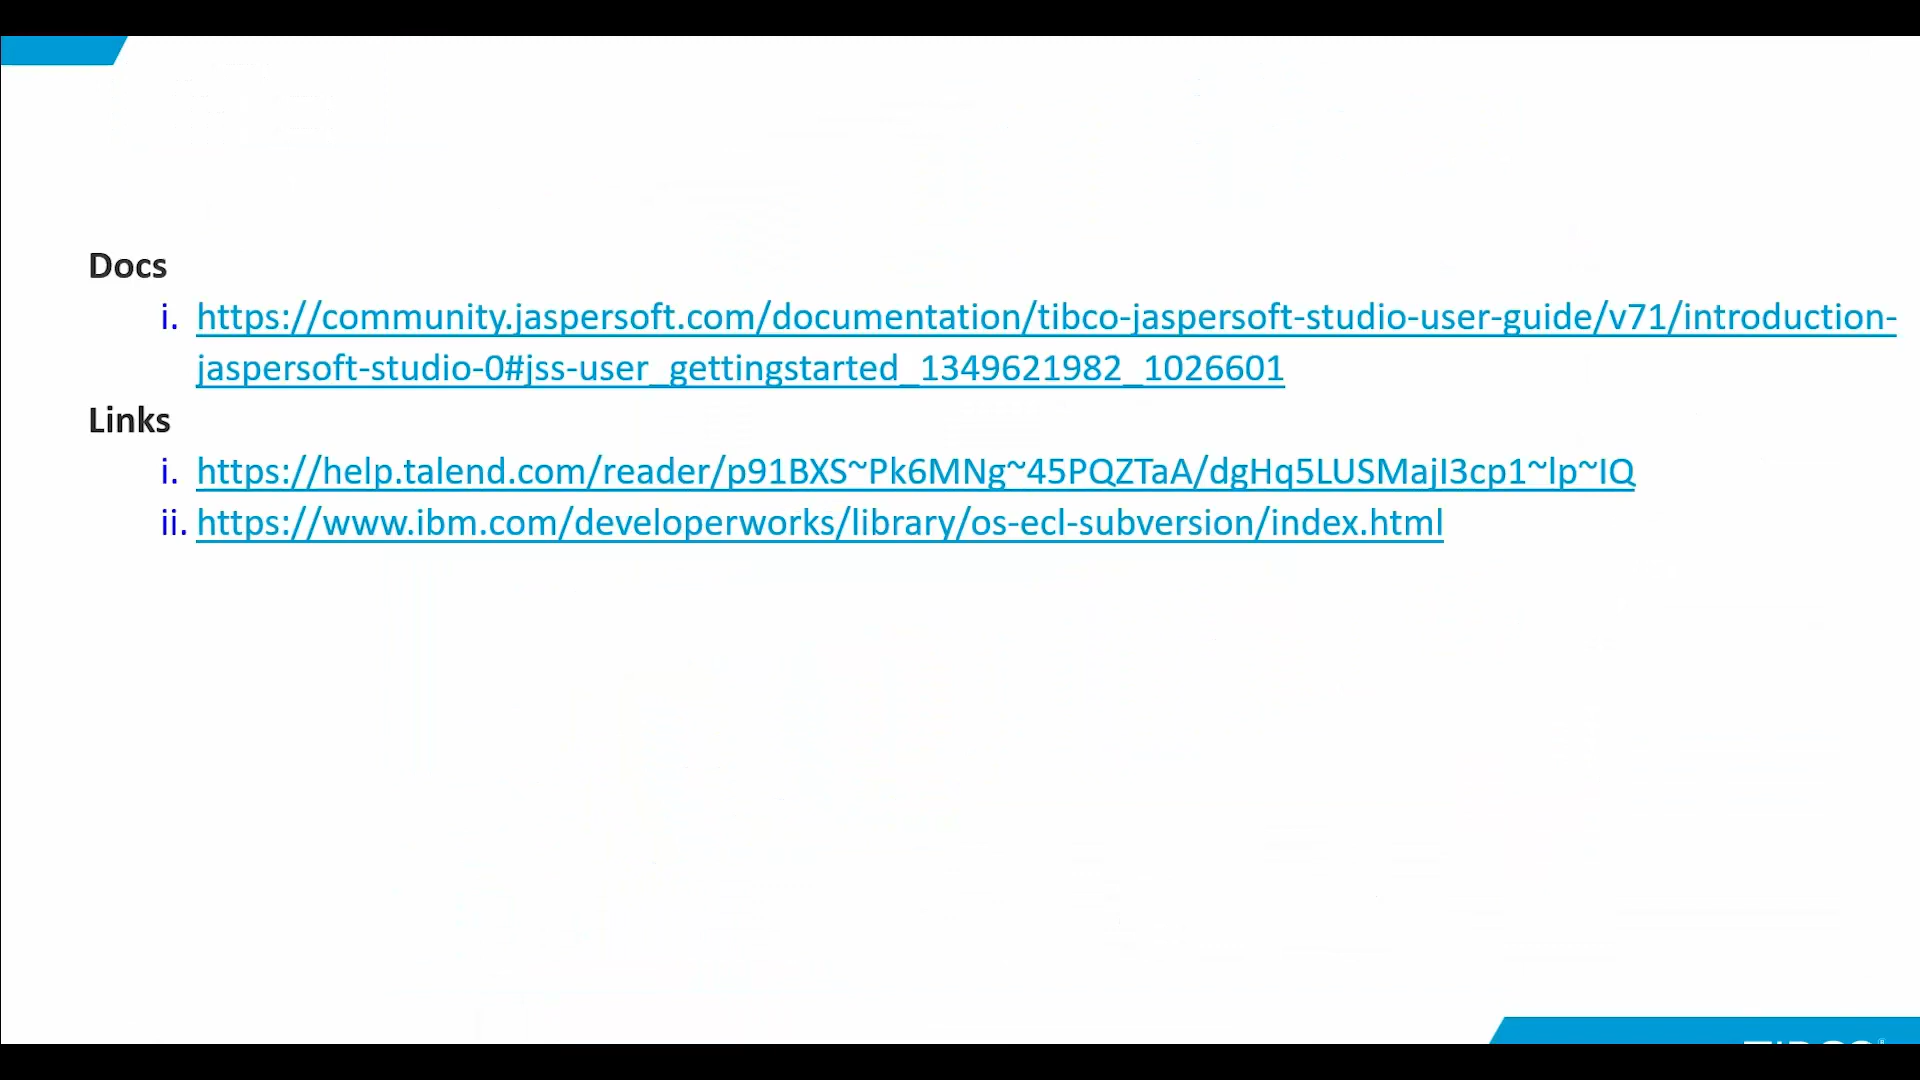 Docs
i. https://community.jaspersoft.com/documentation/tibco-jaspersoft-studio-user-guide/v71/introduction-
jaspersoft-studio-0#jss-user_gettingstarted_1349621982_1026601
Links
i. https://help.talend.com/reader/p91BXS~Pk6MNg~45PQZTaA/dgHq5LUSMajJ3cp1~lp~IQ
ii. https://www.ibm.com/developerworks/library/os-ecl-subversion/index.html